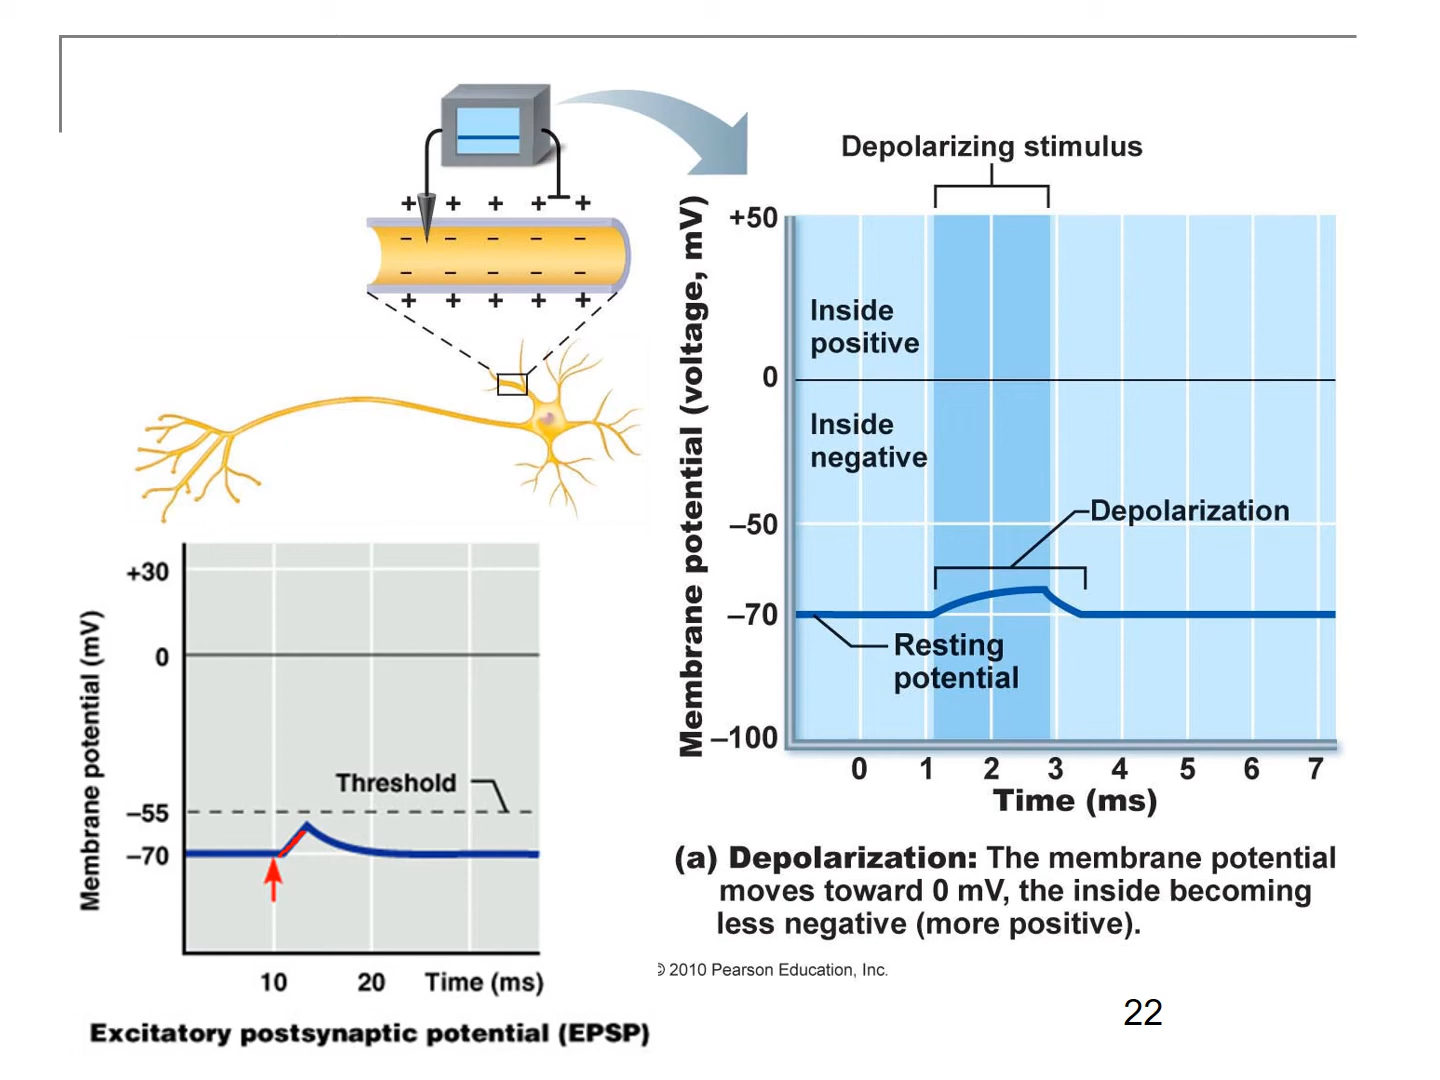 + + + + +
– – – – –
– – – – –
+ + + + +
Depolarizing stimulus
Membrane potential (voltage, mV)
+50
0
–50
–70
–100
Inside
positive
Inside
negative
Depolarization
Resting
potential
0 1 2 3 4 5 6 7
Time (ms)
(a) Depolarization: The membrane potential
moves toward 0 mV, the inside becoming
less negative (more positive).
© 2010 Pearson Education, Inc.
Membrane potential (mV)
+30
0
–55
–70
Threshold
10 20 Time (ms)
Excitatory postsynaptic potential (EPSP)
22